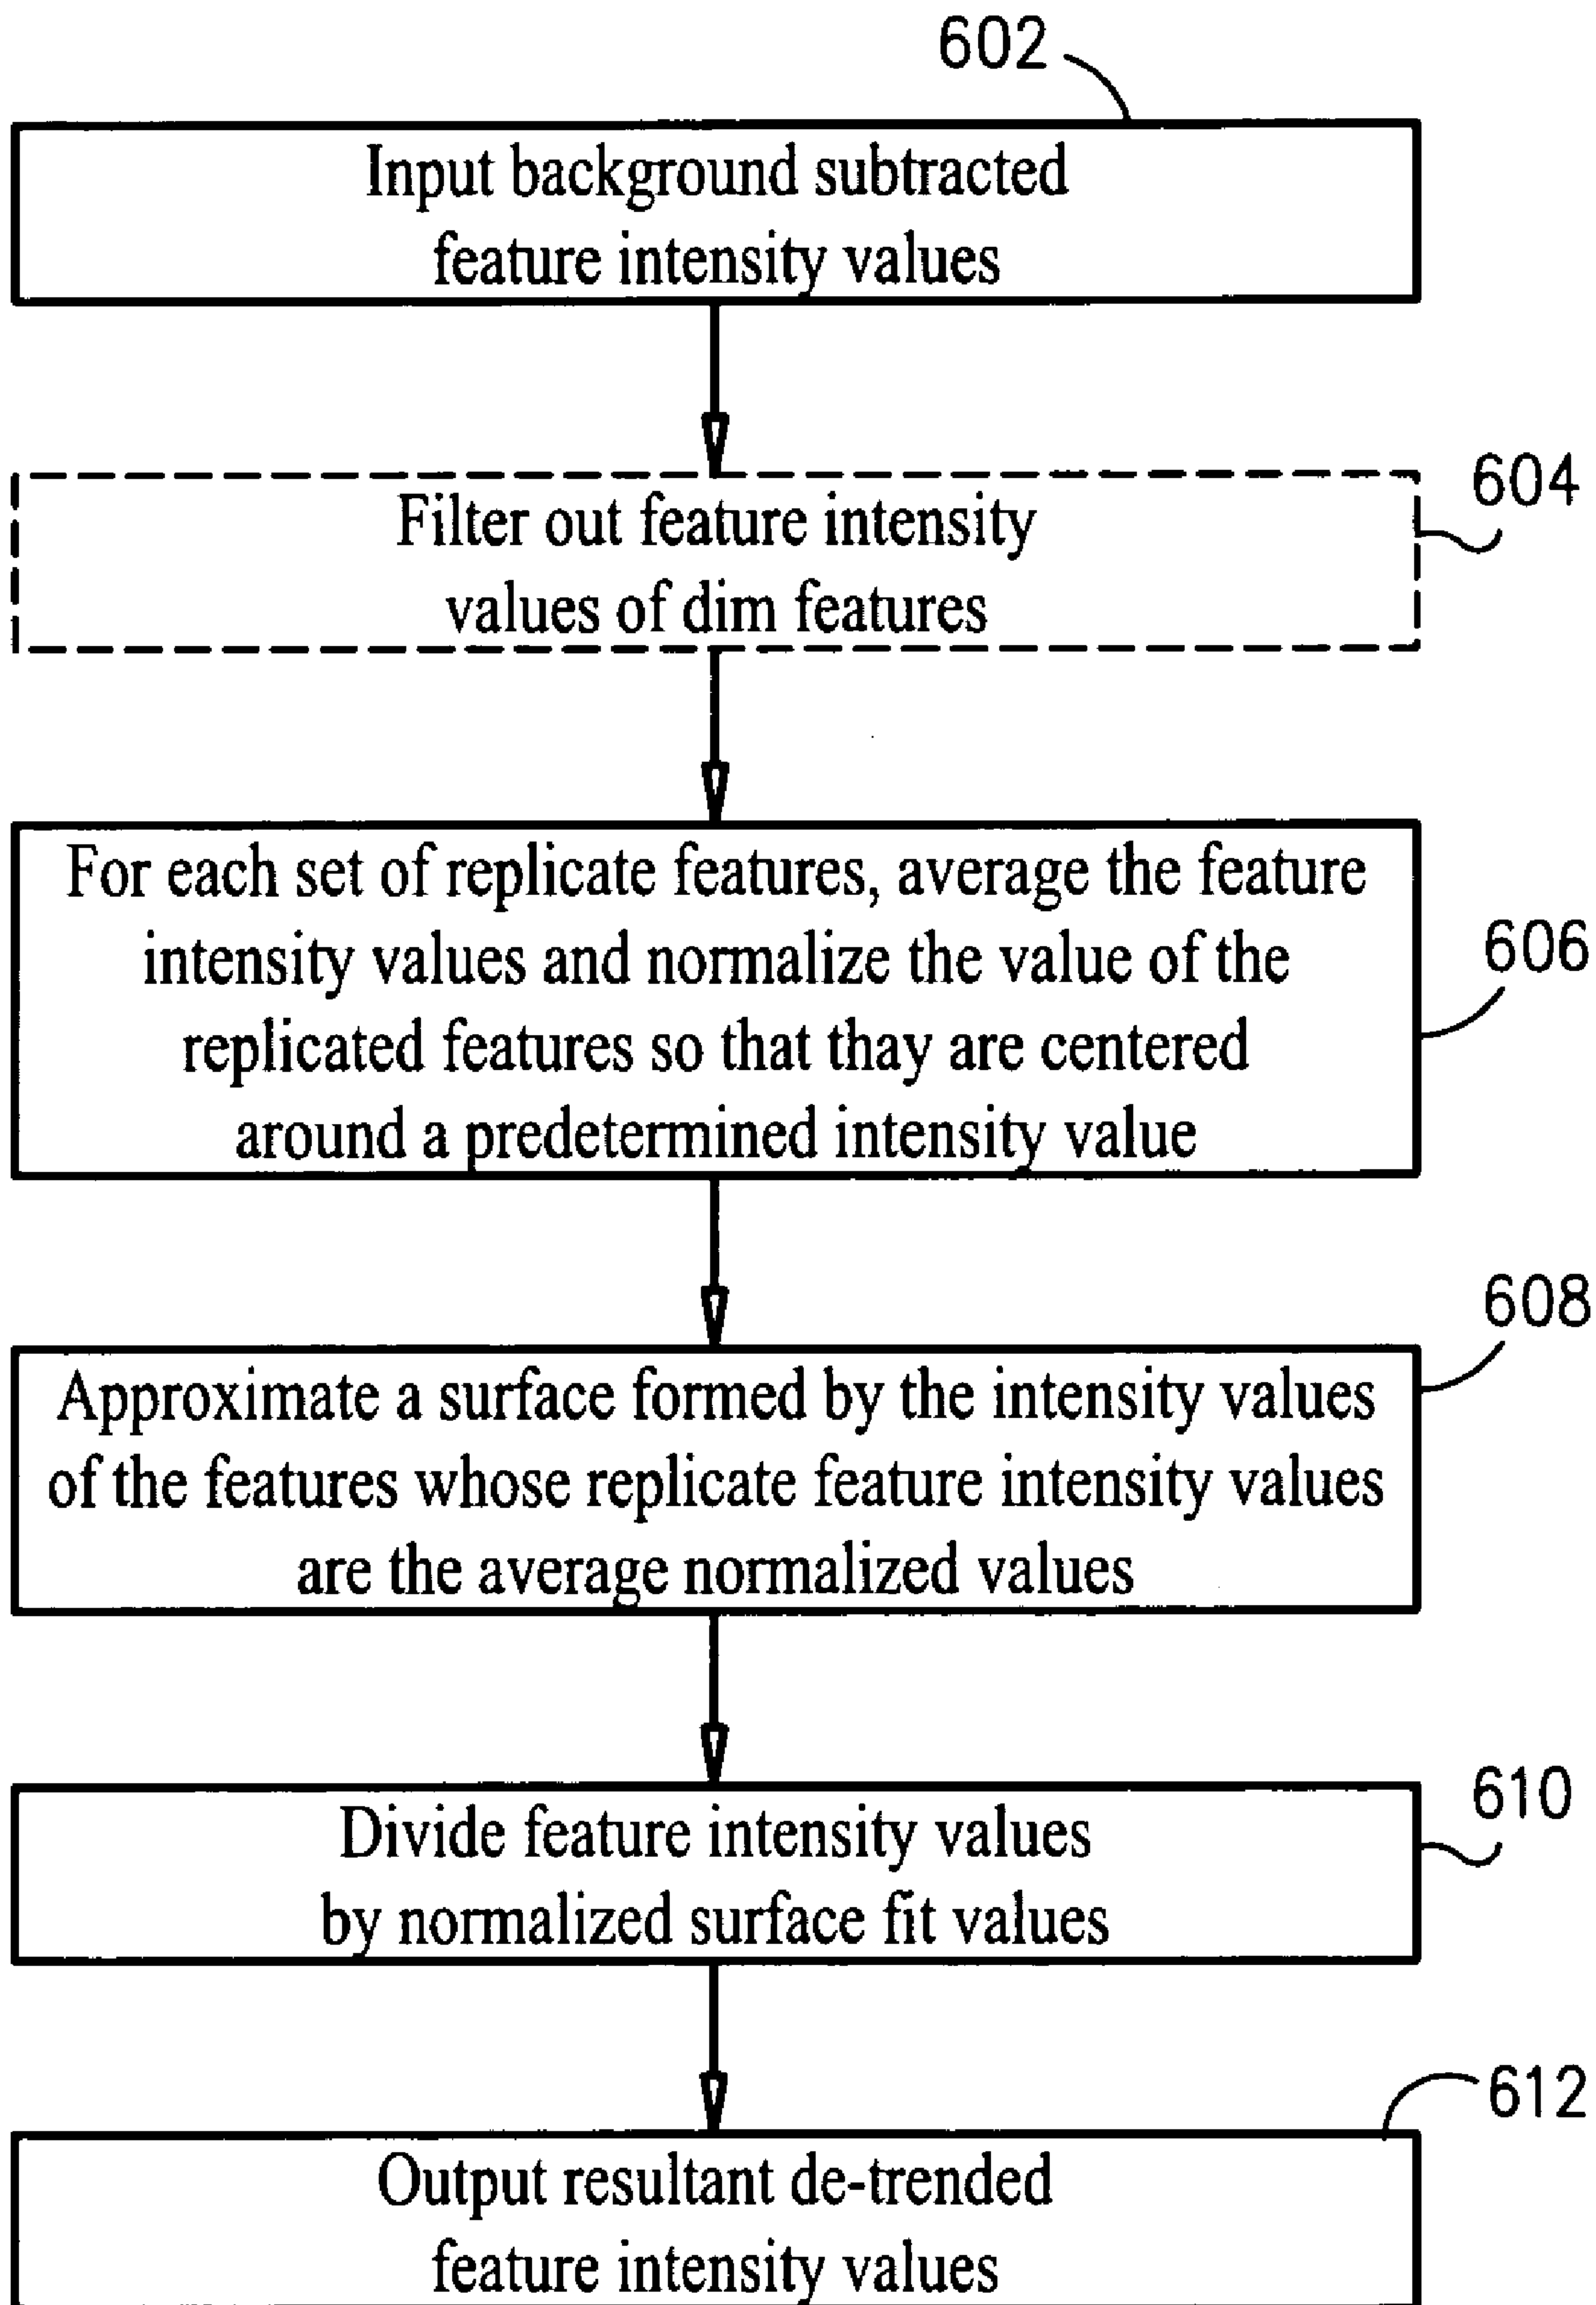 602
Input background subtracted
feature intensity values
604
Filter out feature intensity
values of dim features
For each set of replicate features, average the feature
intensity values and normalize the value of the
606
replicated features so that thay are centered
around a predetermined intensity value
608
Approximate a surface formed by the intensity values
of the features whose replicate feature intensity values
are the average normalized values
610
Divide feature intensity values
by normalized surface fit values
612
Output resultant de-trended
feature intensity values